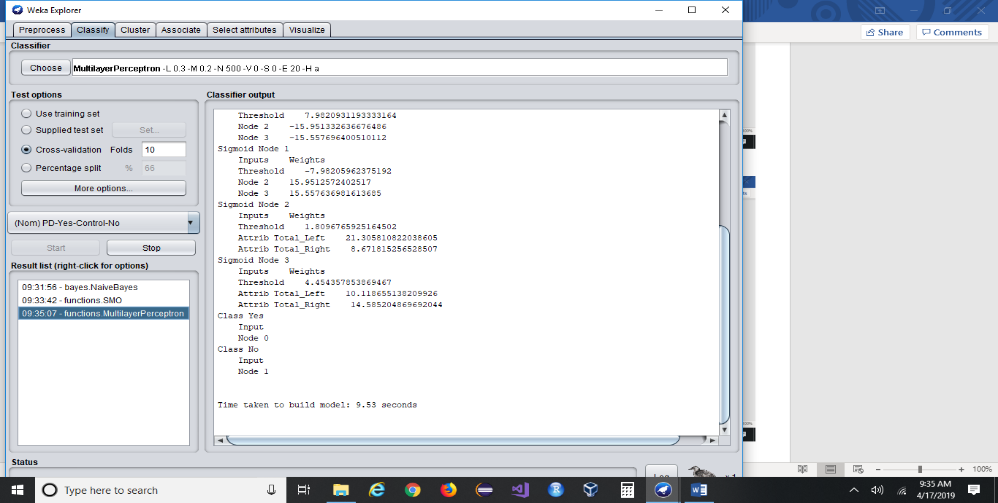 Weka Explorer
Preprocess Classify Cluster Associate Select attributes Visualize
Share Comments
Classifier
Choose MultilayerPerceptron -L 0.3 -M 0.2 -N 500 -V 0 -S 0 -E 20 -H a
Test options
Use training set
Supplied test set Set...
Cross-validation Folds 10
Percentage split % 66
More options...
(Nom) PD-Yes-Control-No
Start Stop
Result list (right-click for options)
09:31:56 - bayes.NaiveBayes
09:33:42 - functions.SMO
09:35:07 - functions.MultilayerPerceptron
Classifier output
Threshold 7.9820931193333164
Node 2 -15.951332636676486
Node 3 -15.557696400510112
Sigmoid Node 1
Inputs Weights
Threshold -7.98205962375192
Node 2 15.9512572402517
Node 3 15.557636981613685
Sigmoid Node 2
Inputs Weights
Threshold 1.8096765925164502
Attrib Total_Left 21.305810822038605
Attrib Total_Right 8.671815256528507
Sigmoid Node 3
Inputs Weights
Threshold 4.454357853869467
Attrib Total_Left 10.118655138209926
Attrib Total_Right 14.585204869692044
Class Yes
Input
Node 0
Class No
Input
Node 1
Time taken to build model: 9.53 seconds
Status
100%
Type here to search
9:35 AM
4/17/2019